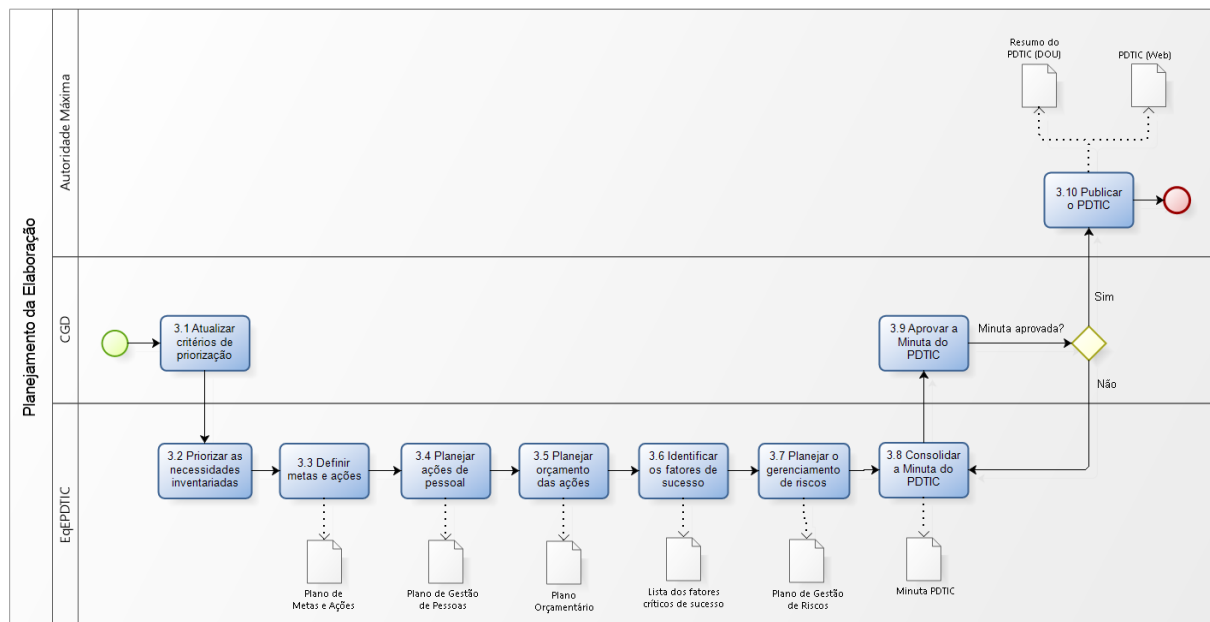 Planejamento da Elaboração
Autoridade Máxima
Resumo do
PDTIC (DOU)
PDTIC (Web)
3.10 Publicar
o PDTIC
CGD
3.1 Atualizar
critérios de
priorização
3.9 Aprovar a
Minuta do
PDTIC
Minuta aprovada?
Sim
Não
EqEPDTIC
3.2 Priorizar as
necessidades
inventariadas
3.3 Definir
metas e ações
3.4 Planejar
ações de
pessoal
3.5 Planejar
orçamento
das ações
3.6 Identificar
os fatores de
sucesso
3.7 Planejar o
gerenciamento
de riscos
3.8 Consolidar
a Minuta do
PDTIC
Plano de
Metas e Ações
Plano de Gestão
de Pessoas
Plano
Orçamentário
Lista dos fatores
críticos de sucesso
Plano de Gestão
de Riscos
Minuta PDTIC